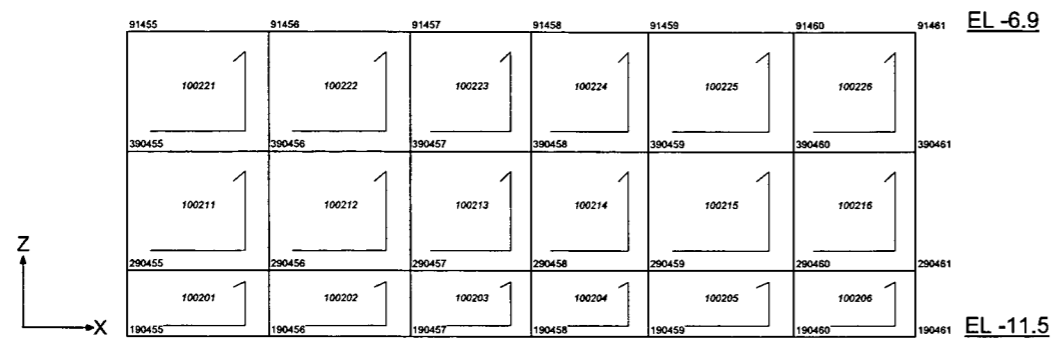 91455 91456 91457 91458 91459 91460 91461 EL -6.9
100221 100222 100223 100224 100225 100226
390455 390456 390457 390458 390459 390460 390461
100211 100212 100213 100214 100215 100216
Z
290455 290456 290457 290458 290459 290460 290461
100201 100202 100203 100204 100205 100206
X
190455 190456 190457 190458 190459 190460 190461 EL -11.5